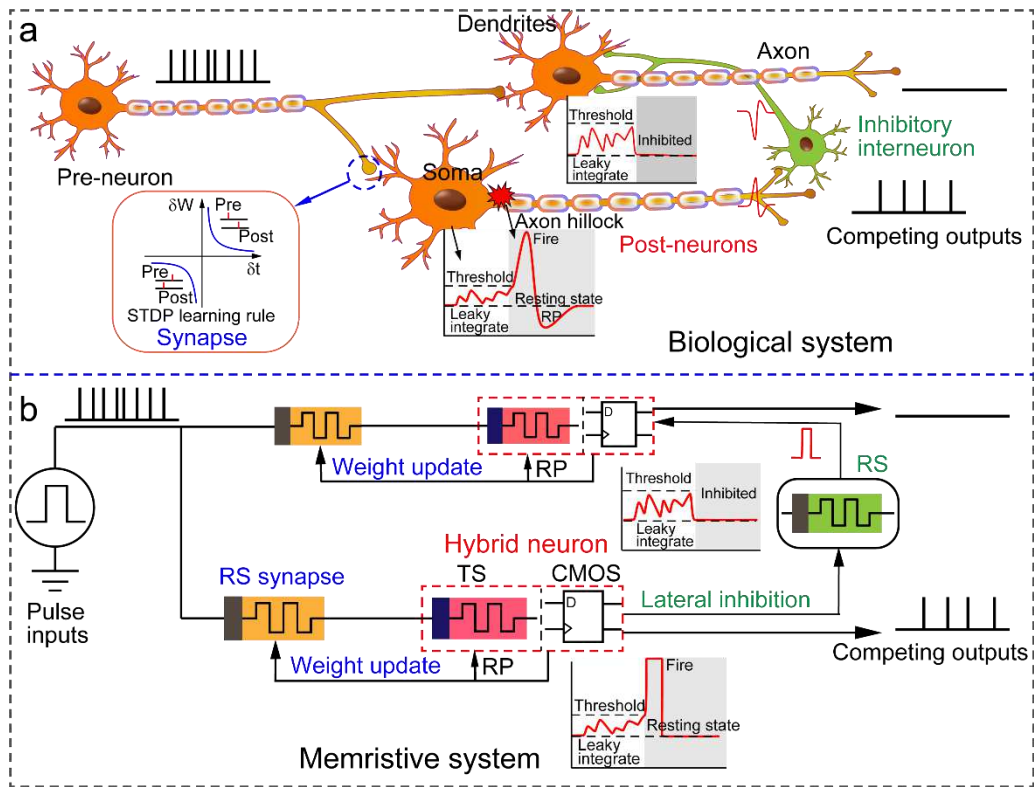 a
Dendrites
Axon
Pre-neuron
Threshold
Inhibited
Leaky
integrate
Inhibitory
interneuron
Soma
Axon hillock
Post-neurons
Competing outputs
δW
Pre
Post
δt
Pre
Post
STDP learning rule
Synapse
Fire
Threshold
Resting state
Leaky
integrate
RP
Biological system
b
D
Weight update
RP
RS
Threshold
Inhibited
Leaky
integrate
Hybrid neuron
RS synapse
TS
CMOS
D
Lateral inhibition
Pulse
inputs
Weight update
RP
Competing outputs
Fire
Threshold
Resting state
Leaky
integrate
Memristive system